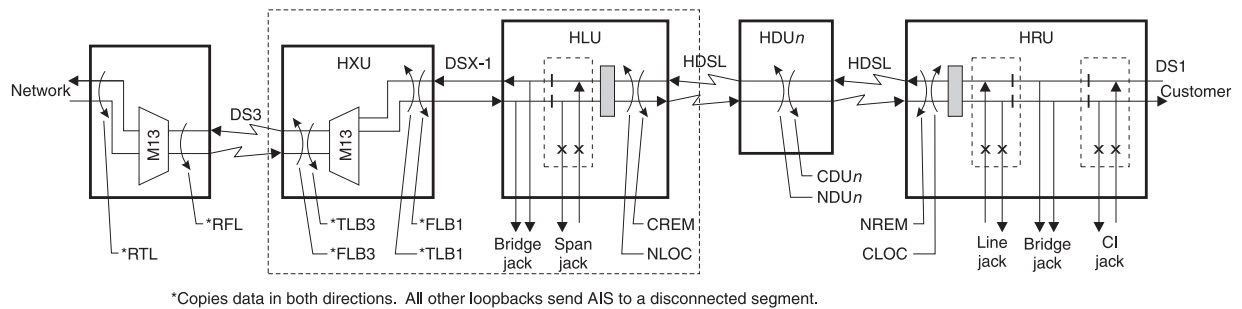 HLU
HDUn
HRU
HXU
DSX-1
HDSL
HDSL
DS1
Network
Customer
DS3
M13
M13
CDUn
NDUn
*RFL
*TLB3
*FLB1
CREM
NREM
*RTL
*FLB3
*TLB1
Bridge
jack
Span
jack
NLOC
CLOC
Line
jack
Bridge
jack
CI
jack
*Copies data in both directions. All other loopbacks send AIS to a disconnected segment.